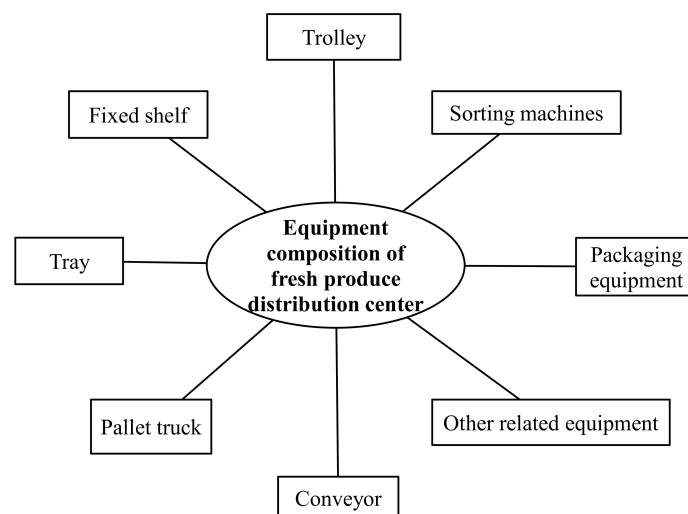 Trolley
Fixed shelf
Sorting machines
Equipment
composition of
fresh produce
distribution center
Tray
Packaging
equipment
Pallet truck
Other related equipment
Conveyor